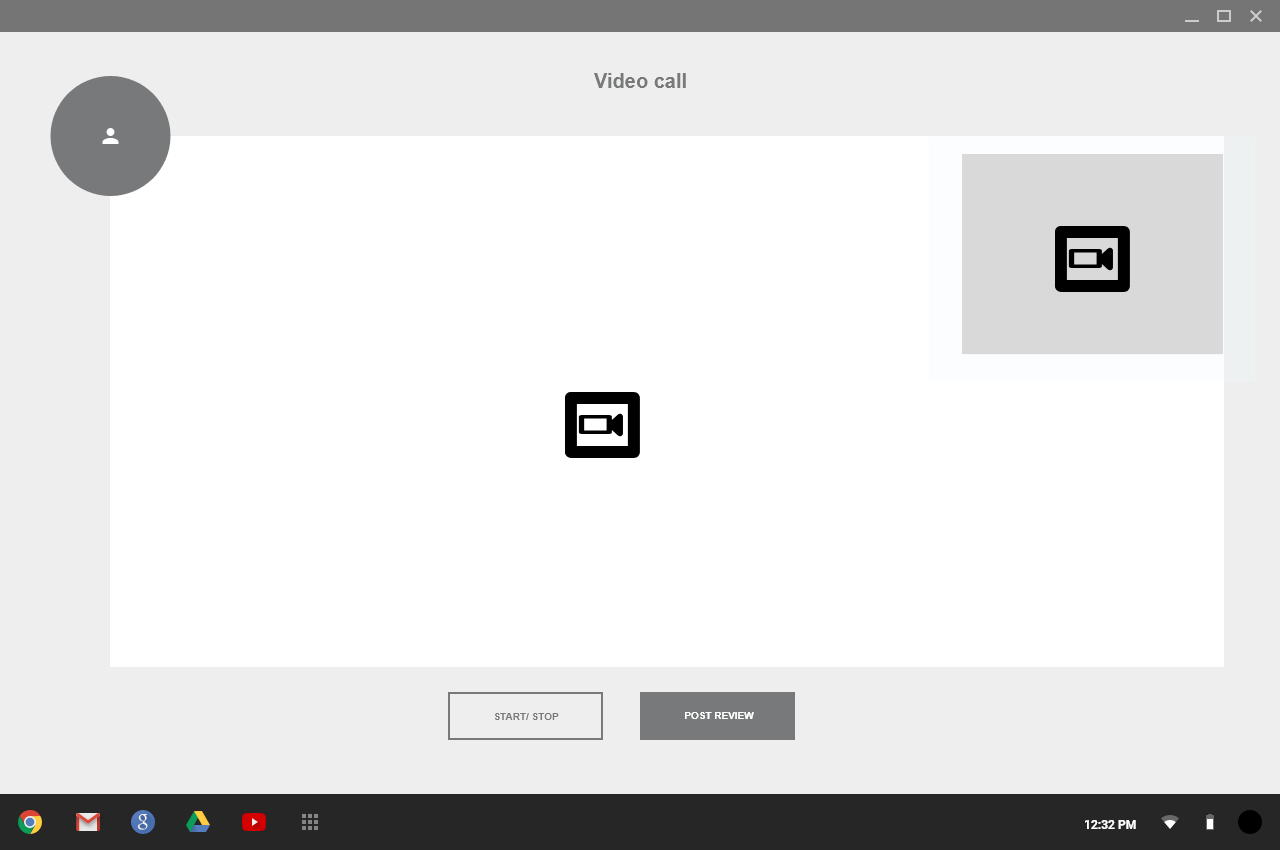 Video call
START/ STOP
POST REVIEW
g
12:32 PM